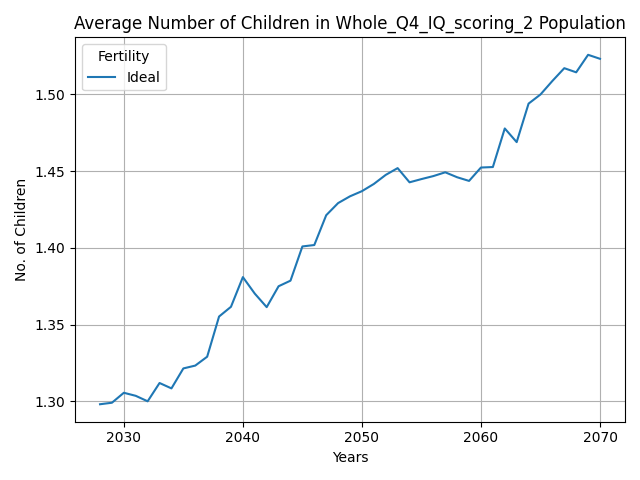 Average Number of Children in Whole_Q4_IQ_scoring_2 Population
Fertility
Ideal
No. of Children
1.50
1.45
1.40
1.35
1.30
2030 2040 2050 2060 2070
Years